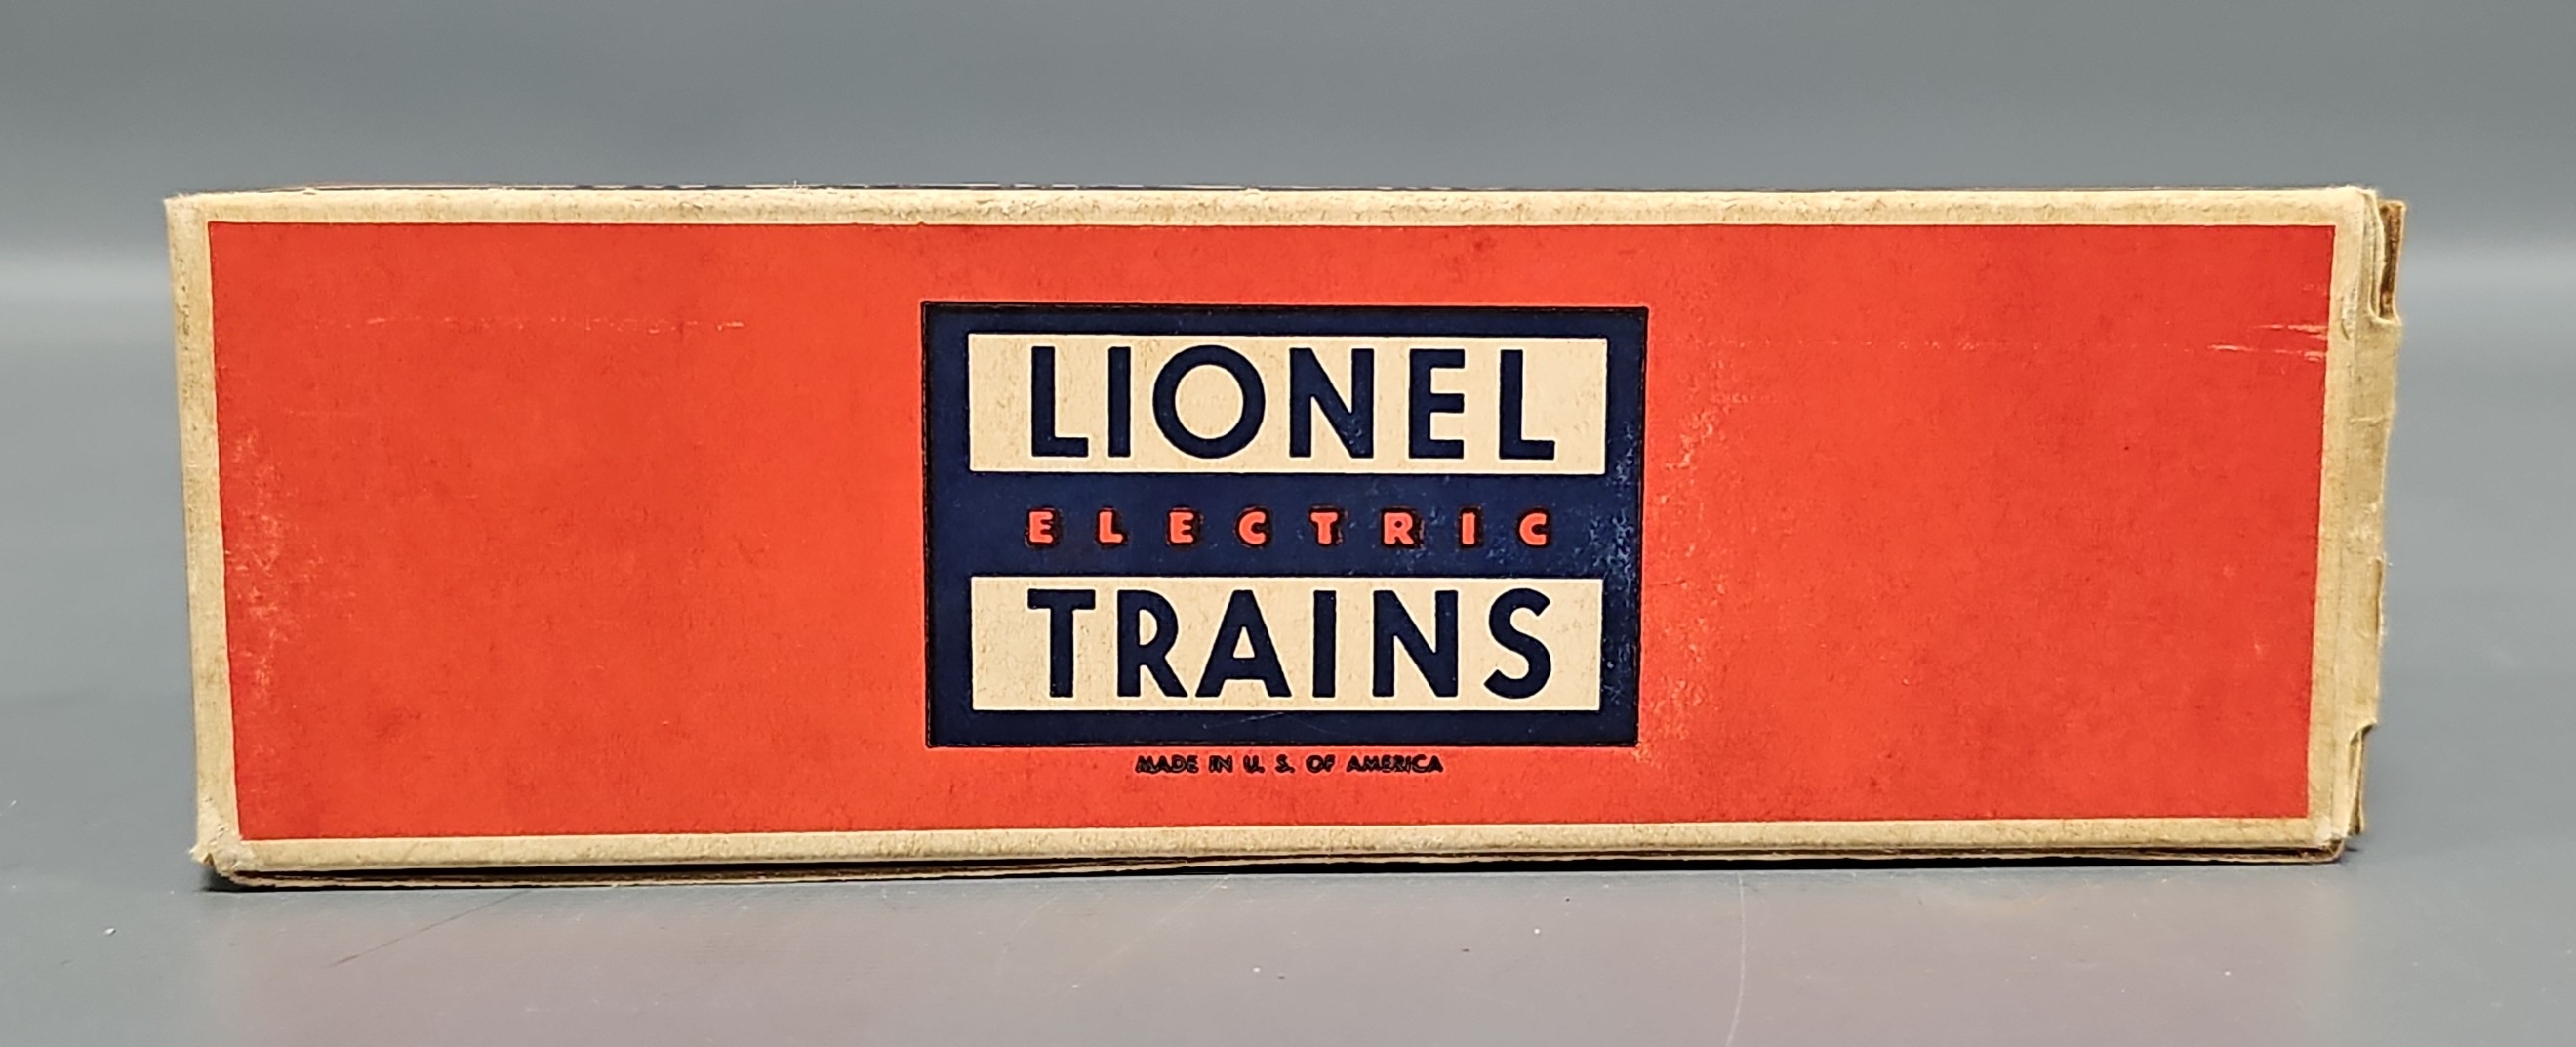 LIONEL
ELECTRIC
TRAINS
MADE IN U. S. OF AMERICA